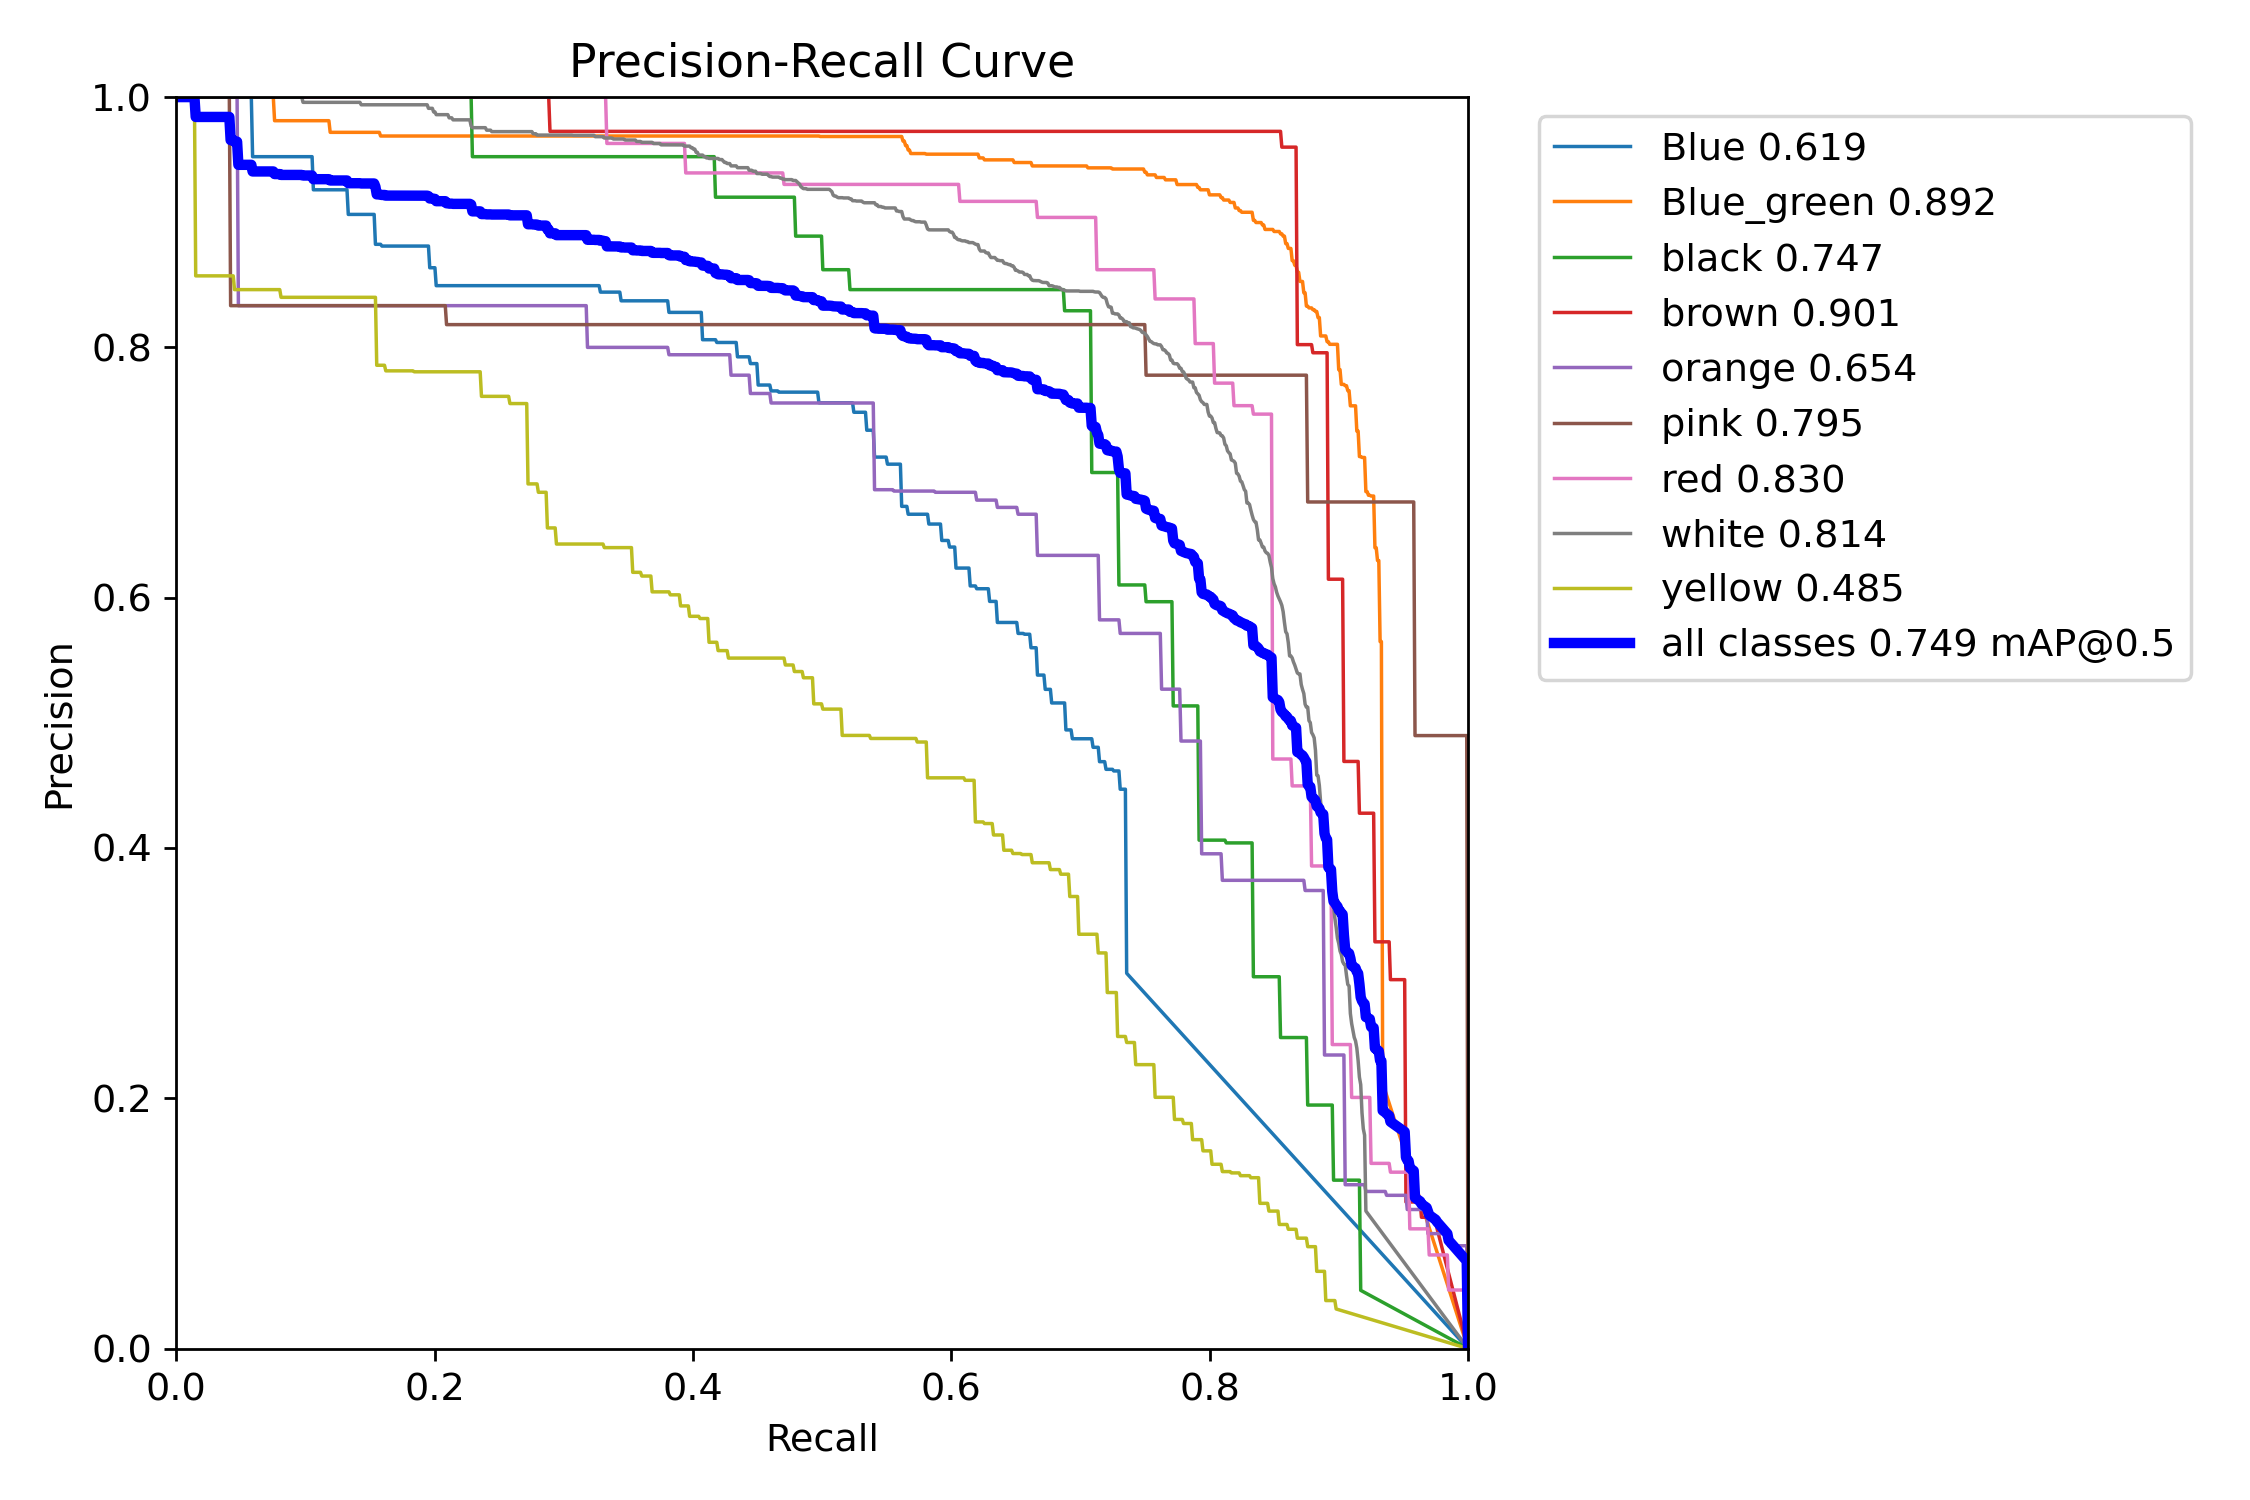 Precision-Recall Curve
1.0
0.8
0.6
0.4
0.2
0.0
Precision
0.0 0.2 0.4 0.6 0.8 1.0
Recall
Blue 0.619
Blue_green 0.892
black 0.747
brown 0.901
orange 0.654
pink 0.795
red 0.830
white 0.814
yellow 0.485
all classes 0.749 mAP@0.5